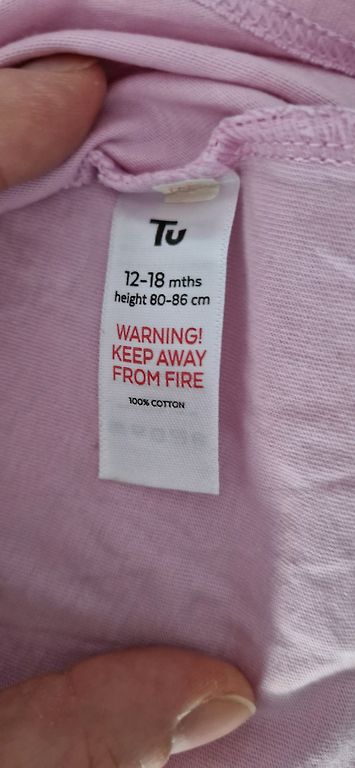 Tu
12-18 mths
height 80-86 cm
WARNING!
KEEP AWAY
FROM FIRE
100% COTTON